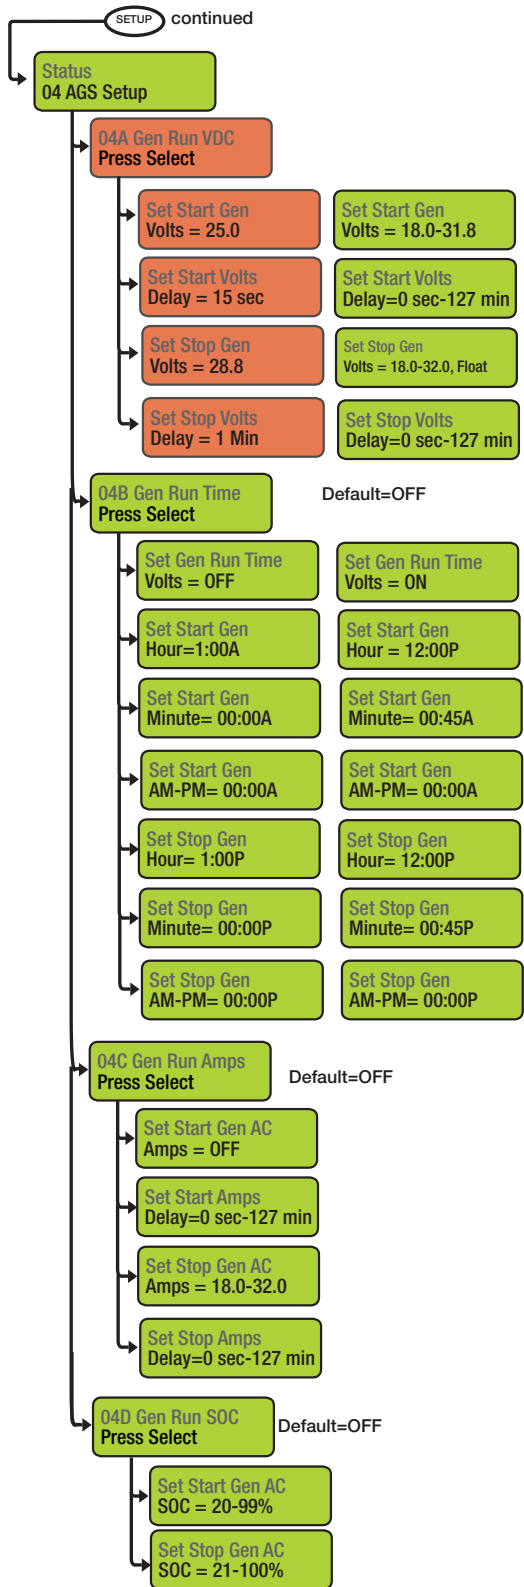 SETUP continued
Status
04 AGS Setup
04A Gen Run VDC
Press Select
Set Start Gen
Volts = 25.0
Set Start Gen
Volts = 18.0-31.8
Set Start Volts
Delay = 15 sec
Set Start Volts
Delay=0 sec-127 min
Set Stop Gen
Volts = 28.8
Set Stop Gen
Volts = 18.0-32.0, Float
Set Stop Volts
Delay = 1 Min
Set Stop Volts
Delay=0 sec-127 min
04B Gen Run Time
Press Select
Default=OFF
Set Gen Run Time
Volts = OFF
Set Gen Run Time
Volts = ON
Set Start Gen
Hour=1:00A
Set Start Gen
Hour = 12:00P
Set Start Gen
Minute= 00:00A
Set Start Gen
Minute= 00:45A
Set Start Gen
AM-PM= 00:00A
Set Start Gen
AM-PM= 00:00A
Set Stop Gen
Hour= 1:00P
Set Stop Gen
Hour= 12:00P
Set Stop Gen
Minute= 00:00P
Set Stop Gen
Minute= 00:45P
Set Stop Gen
AM-PM= 00:00P
Set Stop Gen
AM-PM= 00:00P
04C Gen Run Amps
Press Select
Default=OFF
Set Start Gen AC
Amps = OFF
Set Start Amps
Delay=0 sec-127 min
Set Stop Gen AC
Amps = 18.0-32.0
Set Stop Amps
Delay=0 sec-127 min
04D Gen Run SOC
Press Select
Default=OFF
Set Start Gen AC
SOC = 20-99%
Set Stop Gen AC
SOC = 21-100%